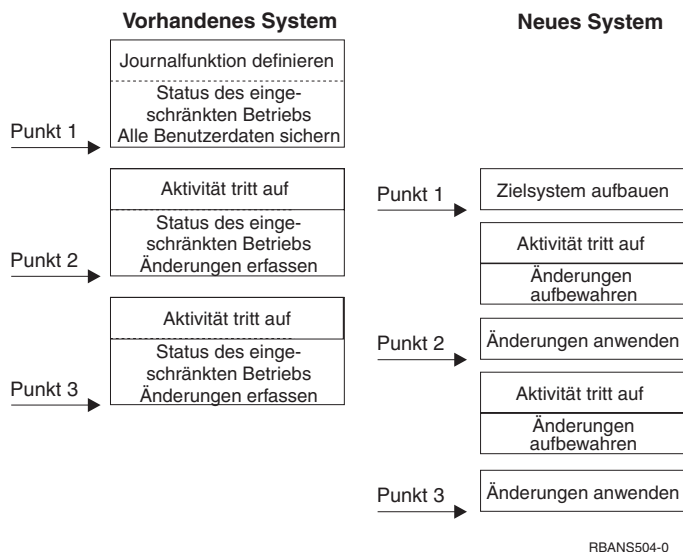 Vorhandenes System
Journalfunktion definieren
Status des einge-
schränkten Betriebs
Alle Benutzerdaten sichern
Punkt 1
Aktivität tritt auf
Status des einge-
schränkten Betriebs
Änderungen erfassen
Punkt 2
Aktivität tritt auf
Status des einge-
schränkten Betriebs
Änderungen erfassen
Punkt 3
Neues System
Punkt 1
Zielsystem aufbauen
Aktivität tritt auf
Änderungen
aufbewahren
Punkt 2
Änderungen anwenden
Aktivität tritt auf
Änderungen
aufbewahren
Punkt 3
Änderungen anwenden
RBANS504-0